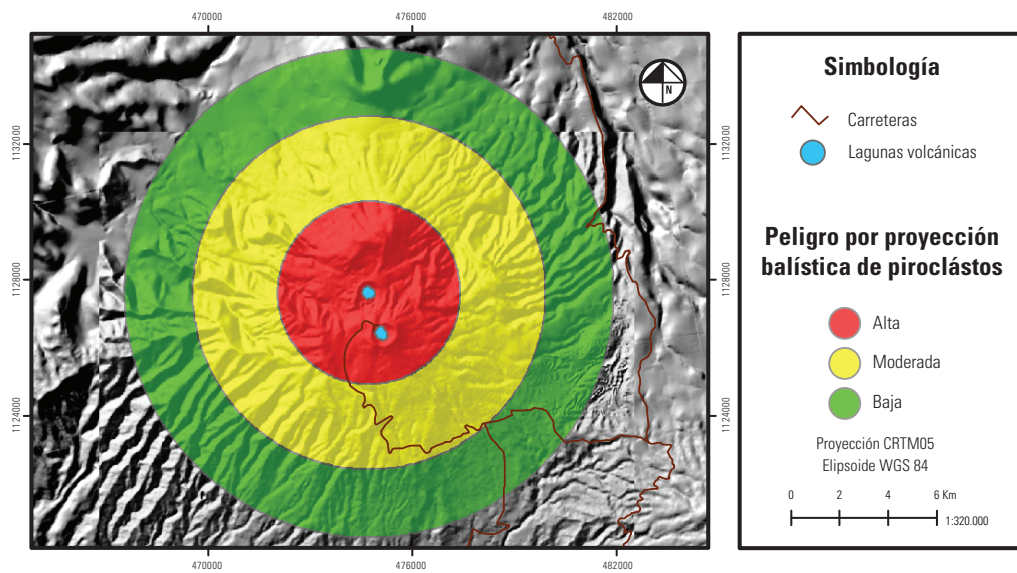 470000 476000 482000
1132000
1128000
1124000
N
1132000
1128000
1124000
470000 476000 482000
Simbología
Carreteras
Lagunas volcánicas
Peligro por proyección
balística de piroclástos
Alta
Moderada
Baja
Proyección CRTM05
Elipsoide WGS 84
0 2 4 6 Km
1:320.000